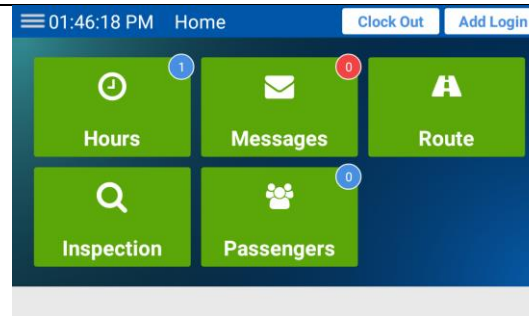 01:46:18 PM Home Clock Out Add Login
1 0
Hours Messages Route
0
Inspection Passengers